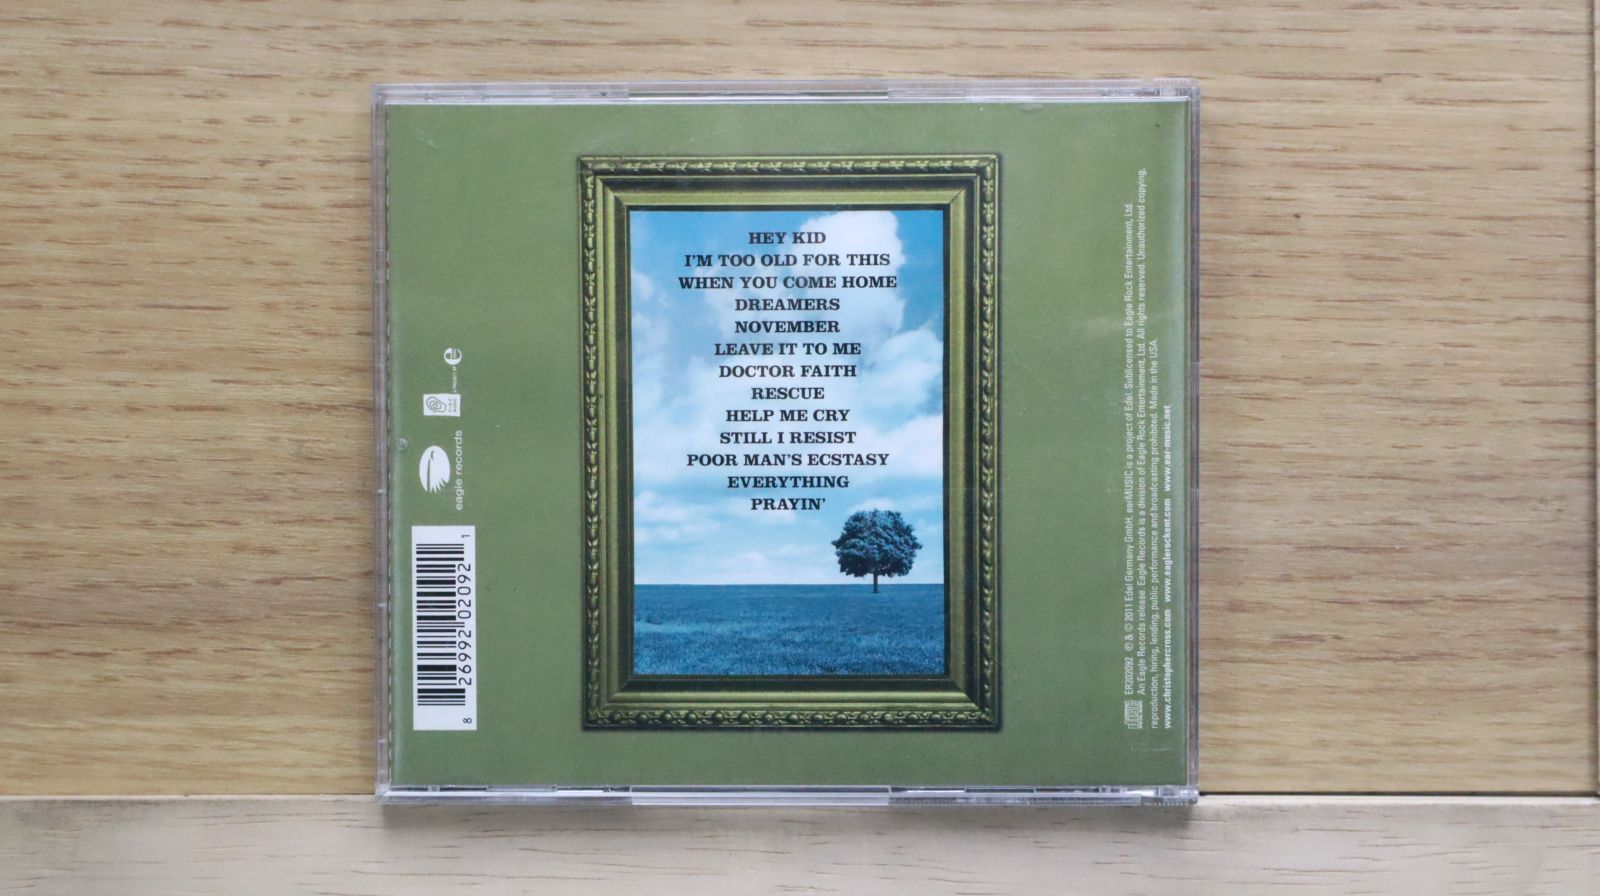 HEY KID
I'M TOO OLD FOR THIS
WHEN YOU COME HOME
DREAMERS
NOVEMBER
LEAVE IT TO ME
DOCTOR FAITH
RESCUE
HELP ME CRY
STILL I RESIST
POOR MAN'S ECSTASY
EVERYTHING
PRAYIN'
eagle records
8 26992 02092 1
ER202092 ℗ & © 2011 Edel Germany GmbH. earMUSIC is a project of Edel. Sublicensed to Eagle Rock Entertainment, Ltd.
An Eagle Records release. Eagle Records is a division of Eagle Rock Entertainment, Ltd. All rights reserved. Unauthorized copying,
reproduction, hiring, lending, public performance and broadcasting prohibited. Made in the USA.
www.christophercross.com www.eaglerockent.com www.ear-music.net